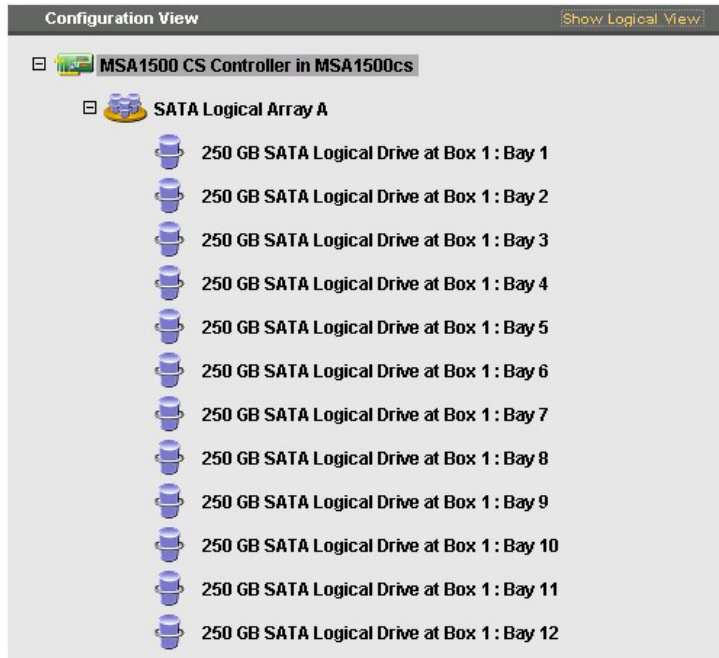 Configuration View Show Logical View
MSA1500 CS Controller in MSA1500cs
SATA Logical Array A
250 GB SATA Logical Drive at Box 1 : Bay 1
250 GB SATA Logical Drive at Box 1 : Bay 2
250 GB SATA Logical Drive at Box 1 : Bay 3
250 GB SATA Logical Drive at Box 1 : Bay 4
250 GB SATA Logical Drive at Box 1 : Bay 5
250 GB SATA Logical Drive at Box 1 : Bay 6
250 GB SATA Logical Drive at Box 1 : Bay 7
250 GB SATA Logical Drive at Box 1 : Bay 8
250 GB SATA Logical Drive at Box 1 : Bay 9
250 GB SATA Logical Drive at Box 1 : Bay 10
250 GB SATA Logical Drive at Box 1 : Bay 11
250 GB SATA Logical Drive at Box 1 : Bay 12